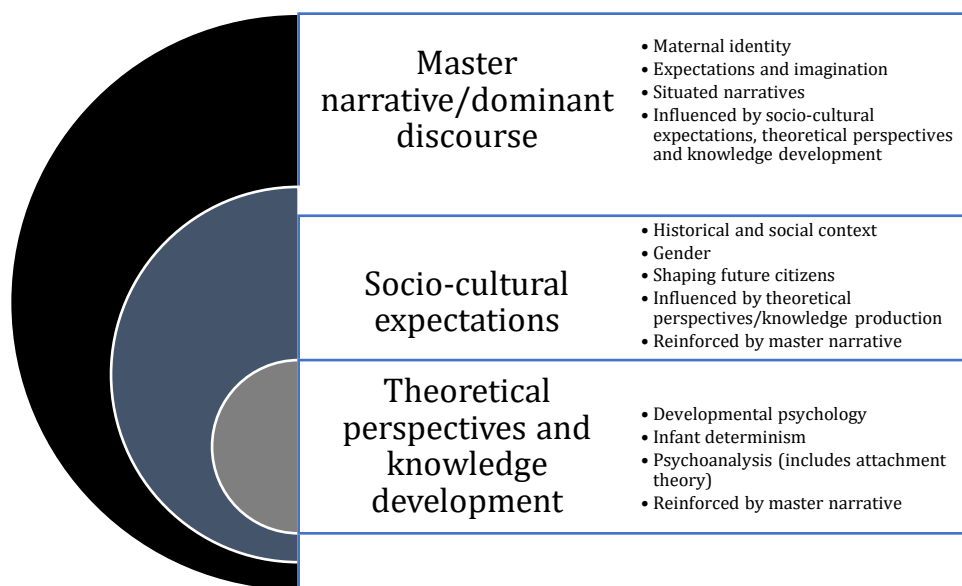 Master
narrative/dominant
discourse
• Maternal identity
• Expectations and imagination
• Situated narratives
• Influenced by socio-cultural
expectations, theoretical perspectives
and knowledge development
Socio-cultural
expectations
• Historical and social context
• Gender
• Shaping future citizens
• Influenced by theoretical
perspectives/knowledge production
• Reinforced by master narrative
Theoretical
perspectives and
knowledge
development
• Developmental psychology
• Infant determinism
• Psychoanalysis (includes attachment
theory)
• Reinforced by master narrative